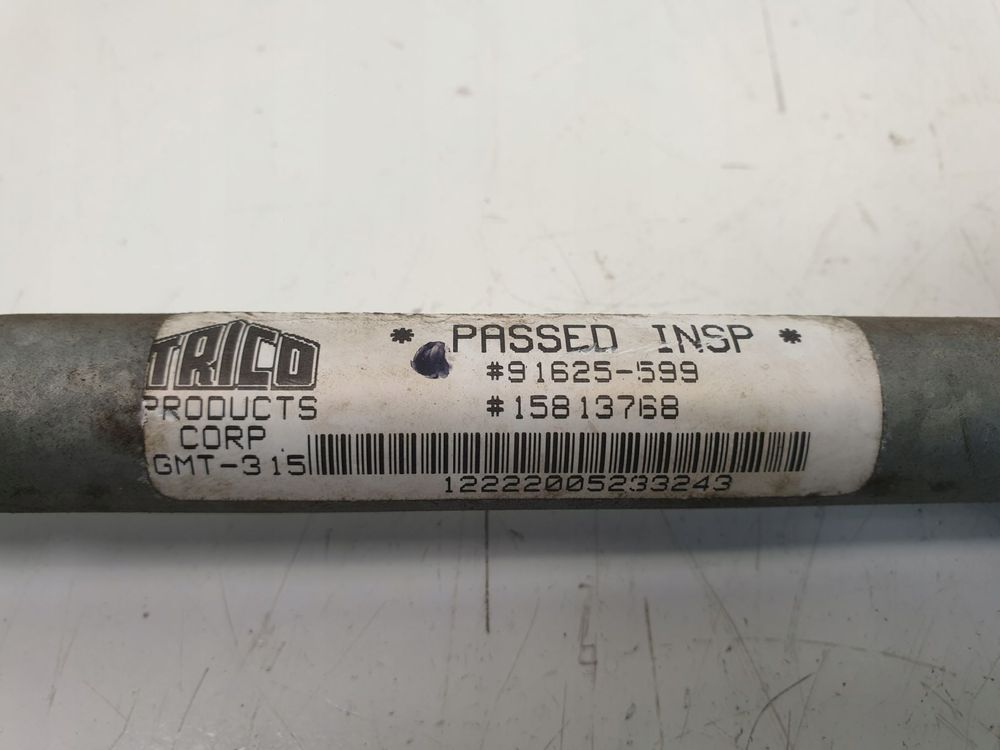 TRICO
PRODUCTS
CORP
GMT-315
* PASSED INSP *
#91625-599
#15813768
12222005233243